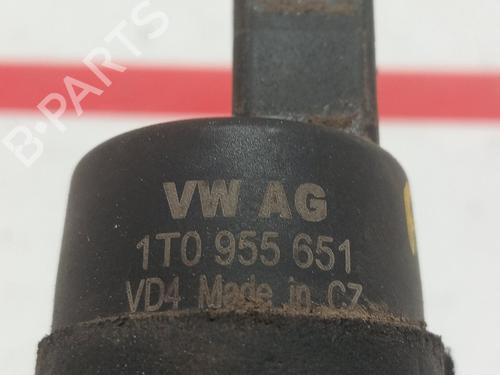 B-PARTS
VW AG
1T0 955 651
VD4 Made in CZ